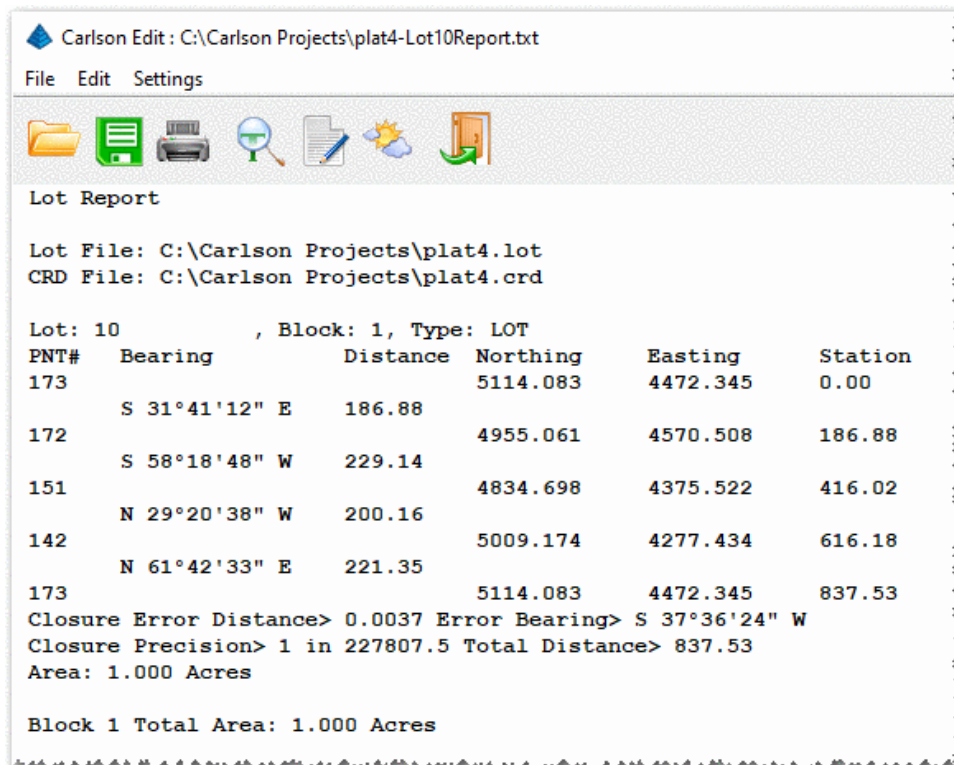 Carlson Edit : C:\Carlson Projects\plat4-Lot10Report.txt
File Edit Settings
Lot Report
Lot File: C:\Carlson Projects\plat4.lot
CRD File: C:\Carlson Projects\plat4.crd
Lot: 10 , Block: 1, Type: LOT
PNT# Bearing Distance Northing Easting Station
173 5114.083 4472.345 0.00
S 31°41'12" E 186.88
172 4955.061 4570.508 186.88
S 58°18'48" W 229.14
151 4834.698 4375.522 416.02
N 29°20'38" W 200.16
142 5009.174 4277.434 616.18
N 61°42'33" E 221.35
173 5114.083 4472.345 837.53
Closure Error Distance> 0.0037 Error Bearing> S 37°36'24" W
Closure Precision> 1 in 227807.5 Total Distance> 837.53
Area: 1.000 Acres
Block 1 Total Area: 1.000 Acres